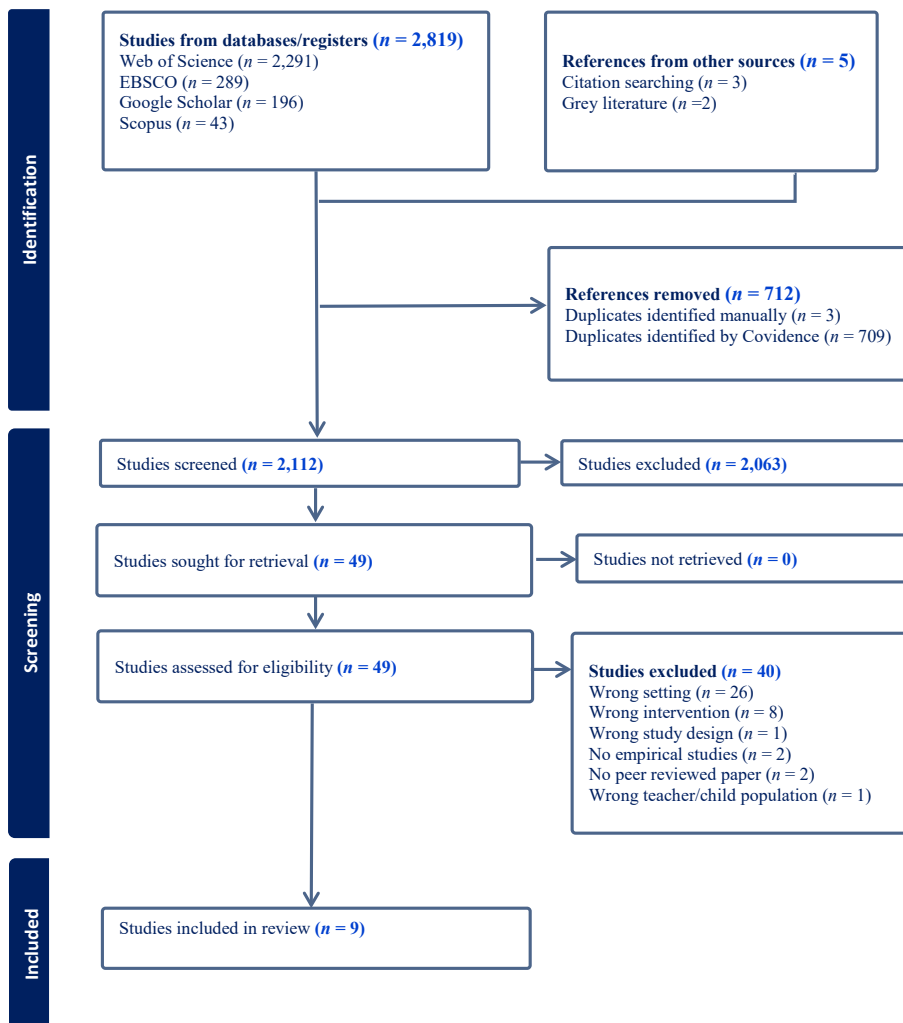 Identification
Studies from databases/registers (n = 2,819)
Web of Science (n = 2,291)
EBSCO (n = 289)
Google Scholar (n = 196)
Scopus (n = 43)
References from other sources (n = 5)
Citation searching (n = 3)
Grey literature (n =2)
References removed (n = 712)
Duplicates identified manually (n = 3)
Duplicates identified by Covidence (n = 709)
Screening
Studies screened (n = 2,112)
Studies excluded (n = 2,063)
Studies sought for retrieval (n = 49)
Studies not retrieved (n = 0)
Studies assessed for eligibility (n = 49)
Studies excluded (n = 40)
Wrong setting (n = 26)
Wrong intervention (n = 8)
Wrong study design (n = 1)
No empirical studies (n = 2)
No peer reviewed paper (n = 2)
Wrong teacher/child population (n = 1)
Included
Studies included in review (n = 9)